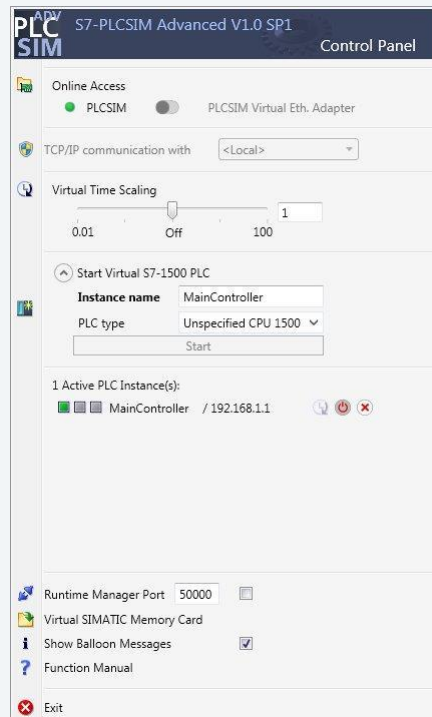 PLC ADV
SIM
S7-PLCSIM Advanced V1.0 SP1
Control Panel
Online Access
PLCSIM PLCSIM Virtual Eth. Adapter
TCP/IP communication with <Local>
Virtual Time Scaling
1
0.01 Off 100
Start Virtual S7-1500 PLC
Instance name MainController
PLC type Unspecified CPU 1500
Start
1 Active PLC Instance(s):
MainController / 192.168.1.1
Runtime Manager Port 50000
Virtual SIMATIC Memory Card
i Show Balloon Messages
? Function Manual
Exit